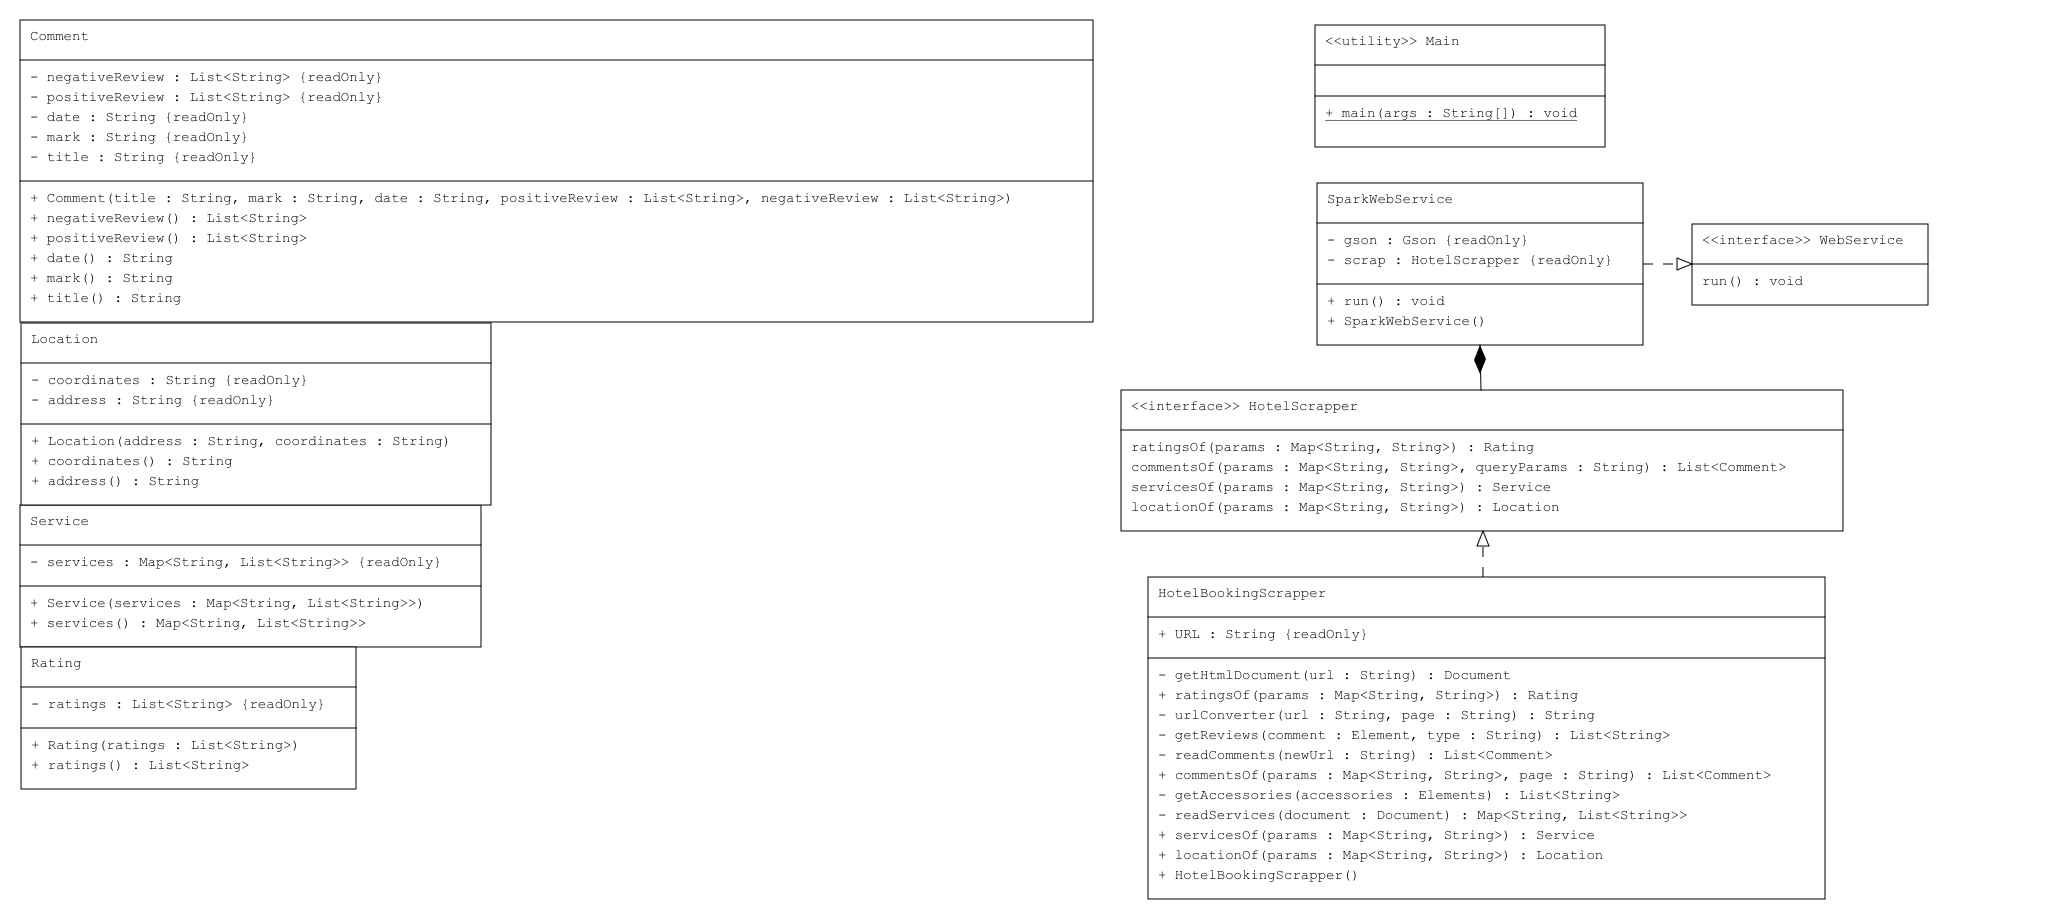 Comment
- negativeReview : List<String> {readOnly}
- positiveReview : List<String> {readOnly}
- date : String {readOnly}
- mark : String {readOnly}
- title : String {readOnly}
+ Comment(title : String, mark : String, date : String, positiveReview : List<String>, negativeReview : List<String>)
+ negativeReview() : List<String>
+ positiveReview() : List<String>
+ date() : String
+ mark() : String
+ title() : String
Location
- coordinates : String {readOnly}
- address : String {readOnly}
+ Location(address : String, coordinates : String)
+ coordinates() : String
+ address() : String
Service
- services : Map<String, List<String>> {readOnly}
+ Service(services : Map<String, List<String>>)
+ services() : Map<String, List<String>>
Rating
- ratings : List<String> {readOnly}
+ Rating(ratings : List<String>)
+ ratings() : List<String>
<<utility>> Main
+ main(args : String[]) : void
SparkWebService
- gson : Gson {readOnly}
- scrap : HotelScrapper {readOnly}
+ run() : void
+ SparkWebService()
<<interface>> WebService
run() : void
<<interface>> HotelScrapper
ratingsOf(params : Map<String, String>) : Rating
commentsOf(params : Map<String, String>, queryParams : String) : List<Comment>
servicesOf(params : Map<String, String>) : Service
locationOf(params : Map<String, String>) : Location
HotelBookingScrapper
+ URL : String {readOnly}
- getHtmlDocument(url : String) : Document
+ ratingsOf(params : Map<String, String>) : Rating
- urlConverter(url : String, page : String) : String
- getReviews(comment : Element, type : String) : List<String>
- readComments(newUrl : String) : List<Comment>
+ commentsOf(params : Map<String, String>, page : String) : List<Comment>
- getAccessories(accessories : Elements) : List<String>
- readServices(document : Document) : Map<String, List<String>>
+ servicesOf(params : Map<String, String>) : Service
+ locationOf(params : Map<String, String>) : Location
+ HotelBookingScrapper()